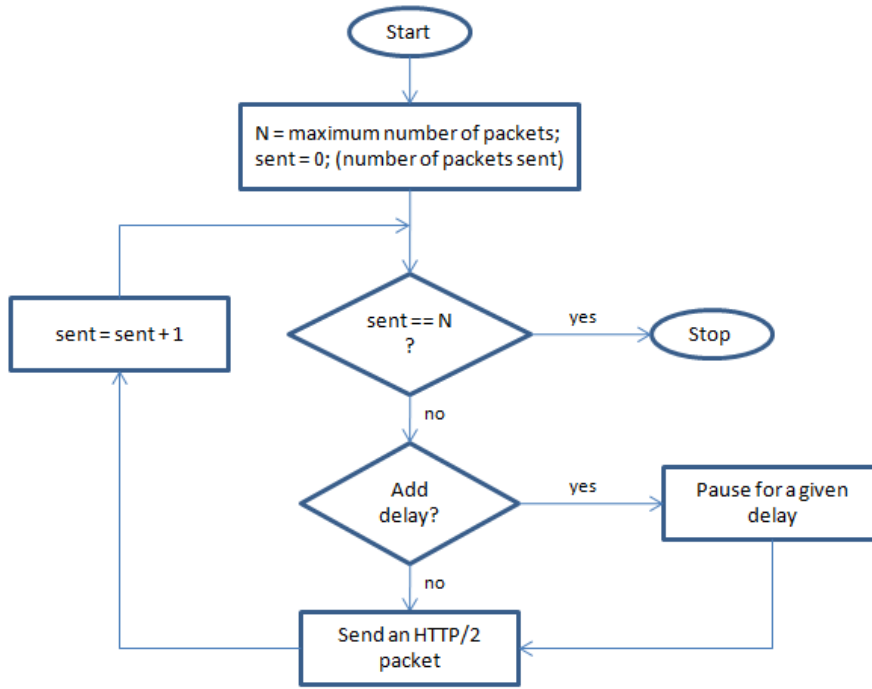 Start
N = maximum number of packets;
sent = 0; (number of packets sent)
sent = sent + 1
sent == N
?
yes
Stop
no
Add
delay?
yes
Pause for a given
delay
no
Send an HTTP/2
packet